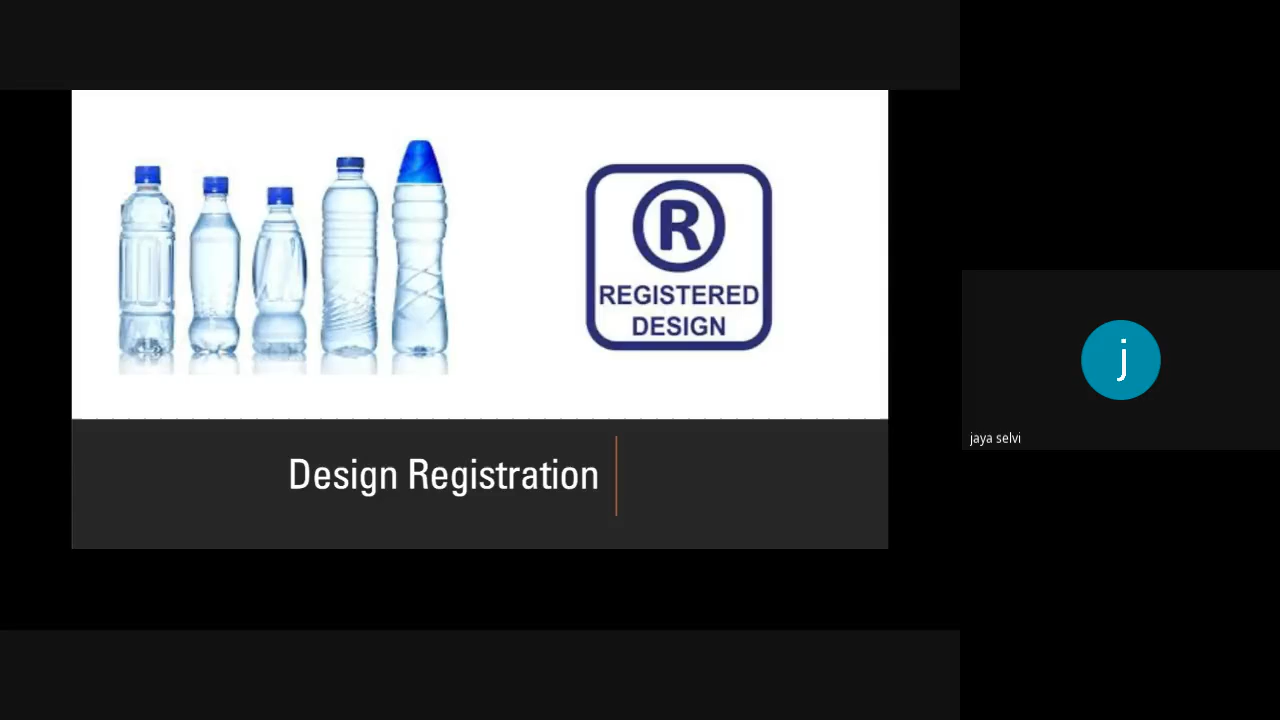 R
REGISTERED
DESIGN
Design Registration
j
jaya selvi